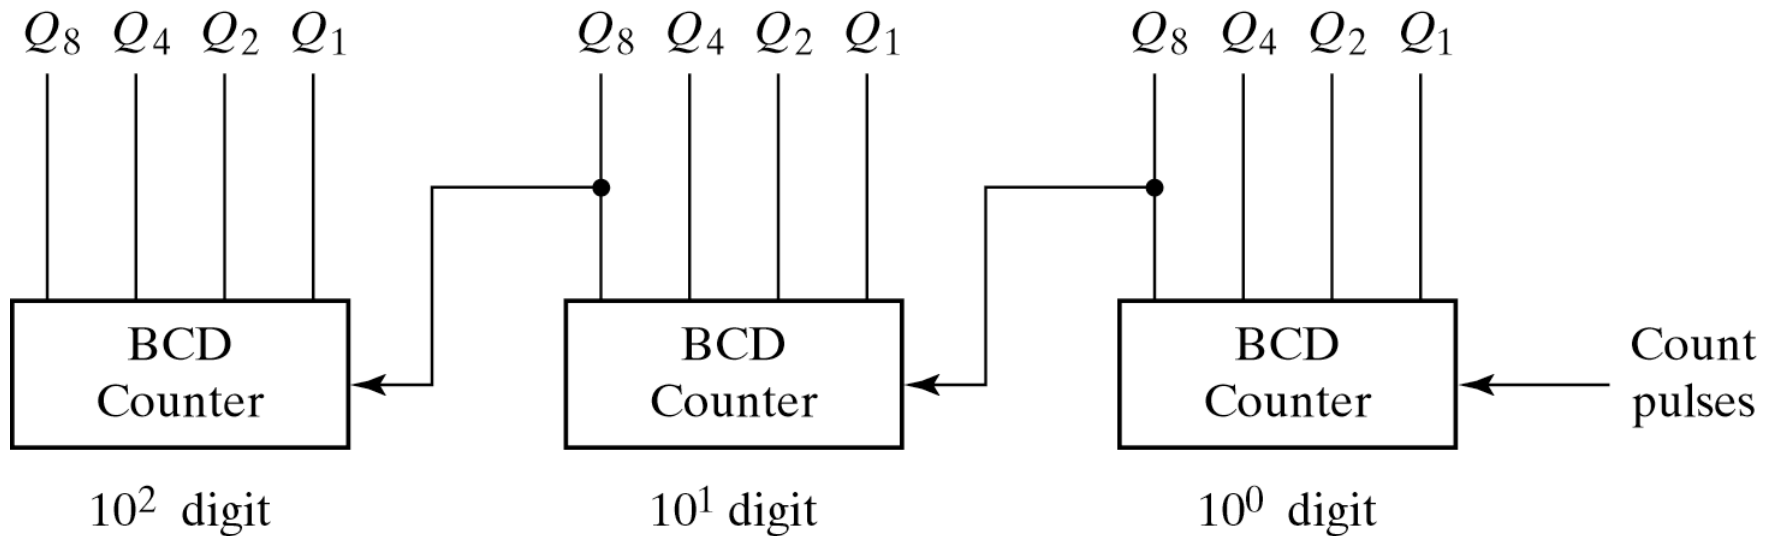 Q8 Q4 Q2 Q1 Q8 Q4 Q2 Q1 Q8 Q4 Q2 Q1
BCD
Counter
BCD
Counter
BCD
Counter
Count
pulses
10² digit
10¹ digit
10⁰ digit